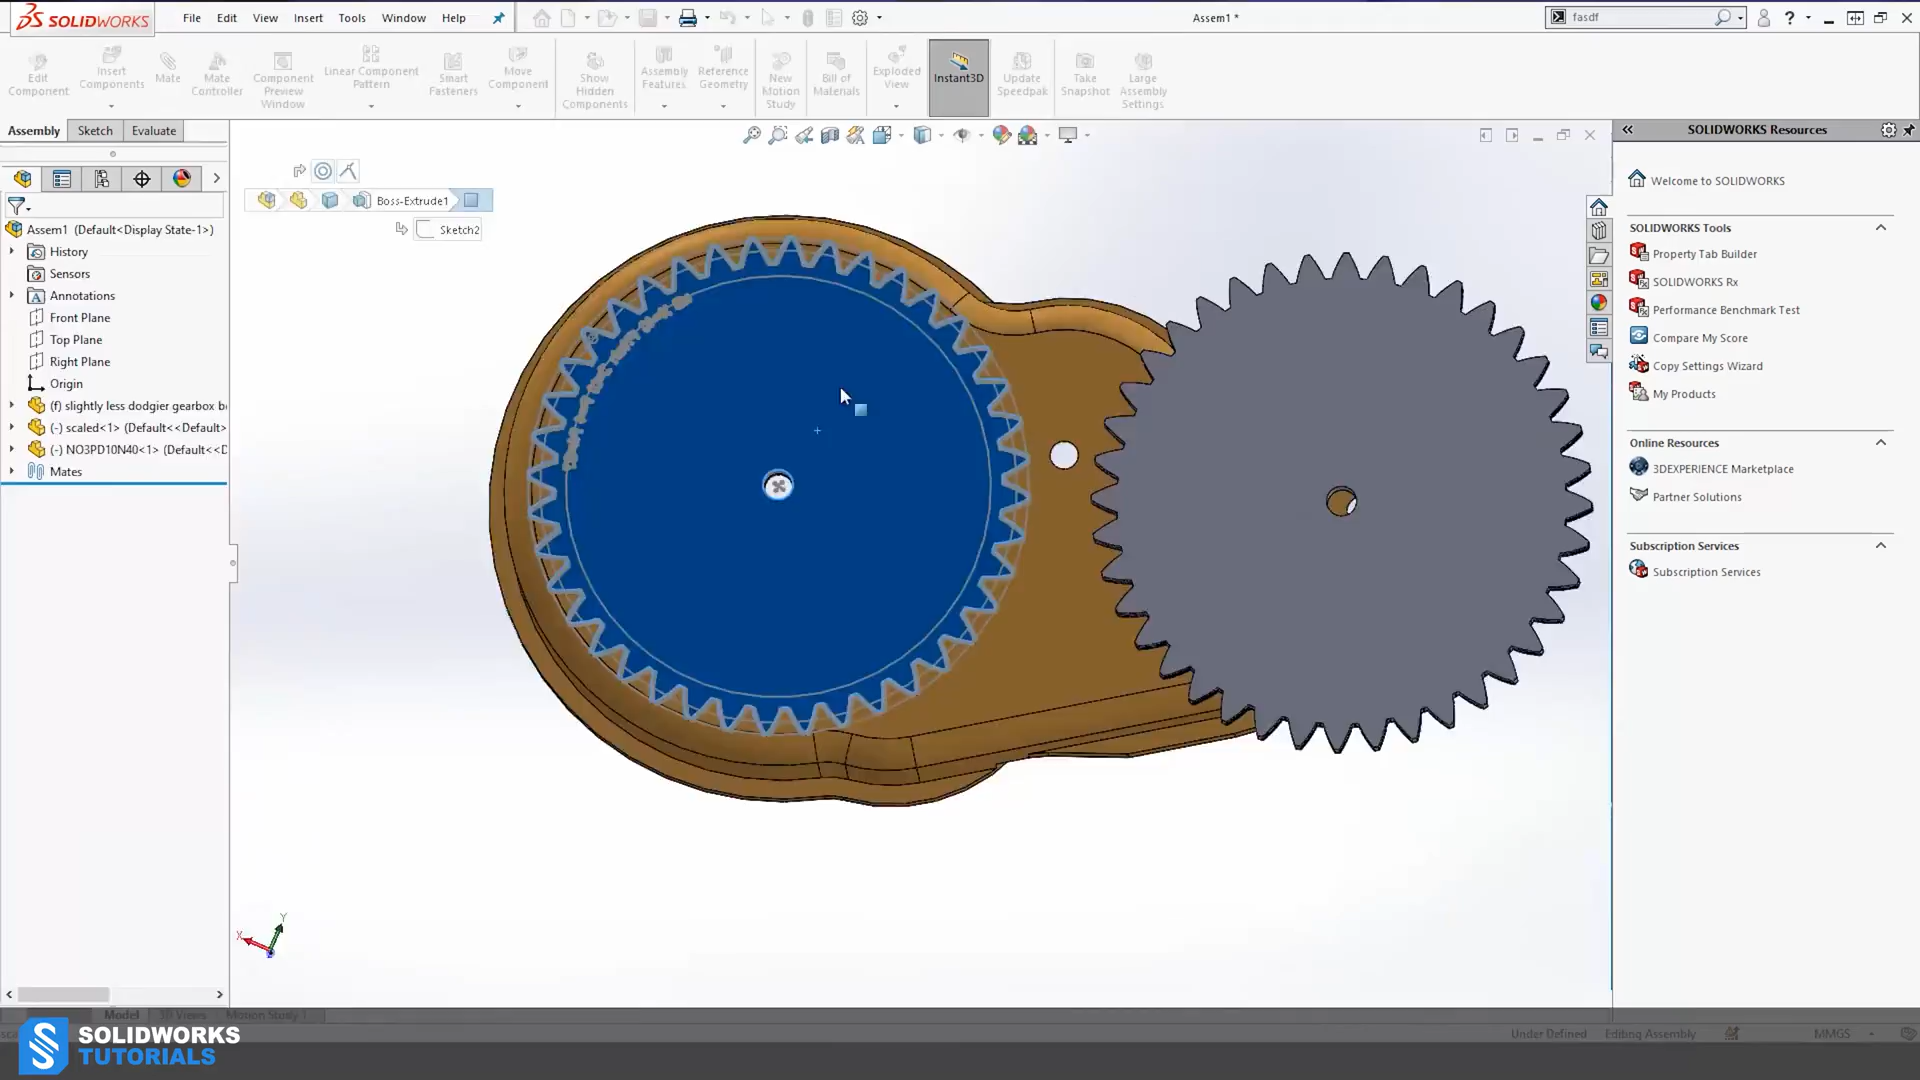 SOLIDWORKS
File Edit View Insert Tools Window Help
Assem1 *
fasdf
Edit Component
Insert Components
Mate
Mate Controller
Component Preview Window
Linear Component Pattern
Smart Fasteners
Move Component
Show Hidden Components
Assembly Features
Reference Geometry
New Motion Study
Bill of Materials
Exploded View
Instant3D
Update Speedpak
Take Snapshot
Large Assembly Settings
Assembly Sketch Evaluate
SOLIDWORKS Resources
Boss-Extrude1
Sketch2
Assem1 (Default<Display State-1>)
History
Sensors
Annotations
Front Plane
Top Plane
Right Plane
Origin
(f) slightly less dodgier gearbox b
(-) scaled<1> (Default<<Default>
(-) NO3PD10N40<1> (Default<<D
Mates
Welcome to SOLIDWORKS
SOLIDWORKS Tools
Property Tab Builder
SOLIDWORKS Rx
Performance Benchmark Test
Compare My Score
Copy Settings Wizard
My Products
Online Resources
3DEXPERIENCE Marketplace
Partner Solutions
Subscription Services
Subscription Services
Y
X
Model 3D Views Motion Study 1
Under Defined Editing Assembly MMGS
SOLIDWORKS
TUTORIALS